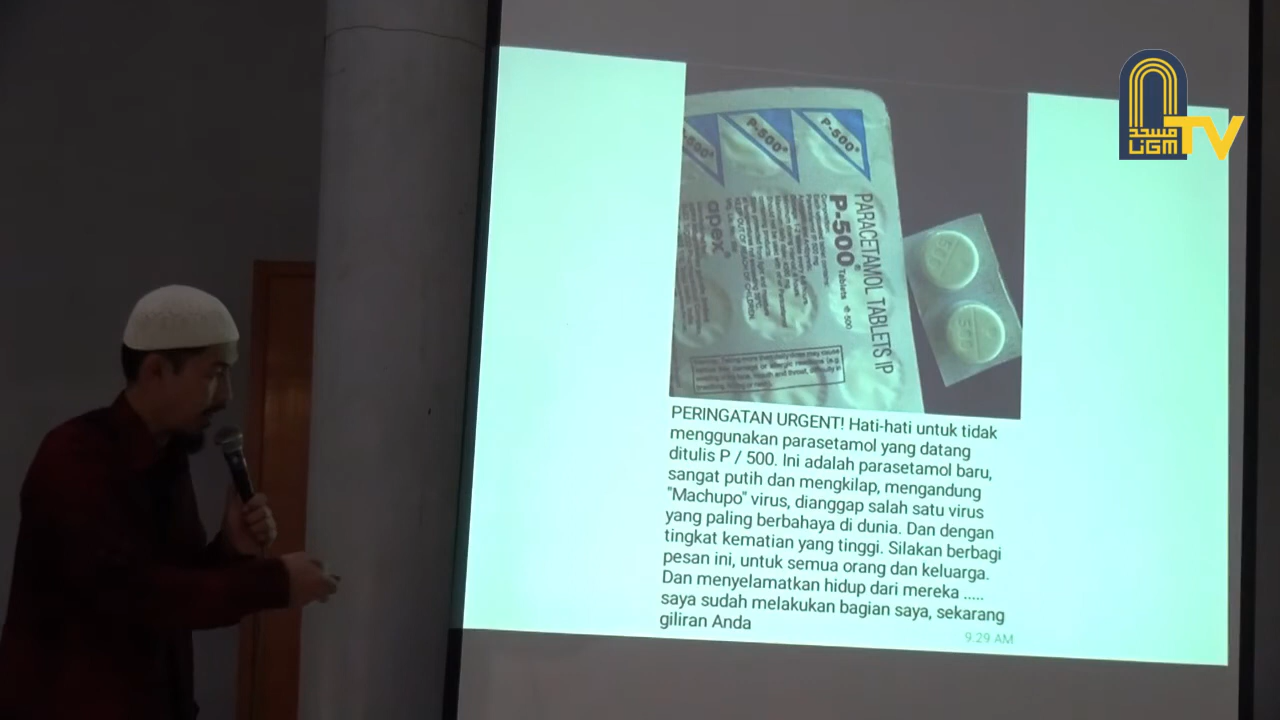 مسجد
UGM
TV
P-500®
P-500®
P-500®
PARACETAMOL TABLETS IP
P-500® Tablets
apex®
PERINGATAN URGENT! Hati-hati untuk tidak
menggunakan parasetamol yang datang
ditulis P / 500. Ini adalah parasetamol baru,
sangat putih dan mengkilap, mengandung
"Machupo" virus, dianggap salah satu virus
yang paling berbahaya di dunia. Dan dengan
tingkat kematian yang tinggi. Silakan berbagi
pesan ini, untuk semua orang dan keluarga.
Dan menyelamatkan hidup dari mereka .....
saya sudah melakukan bagian saya, sekarang
giliran Anda
9:29 AM